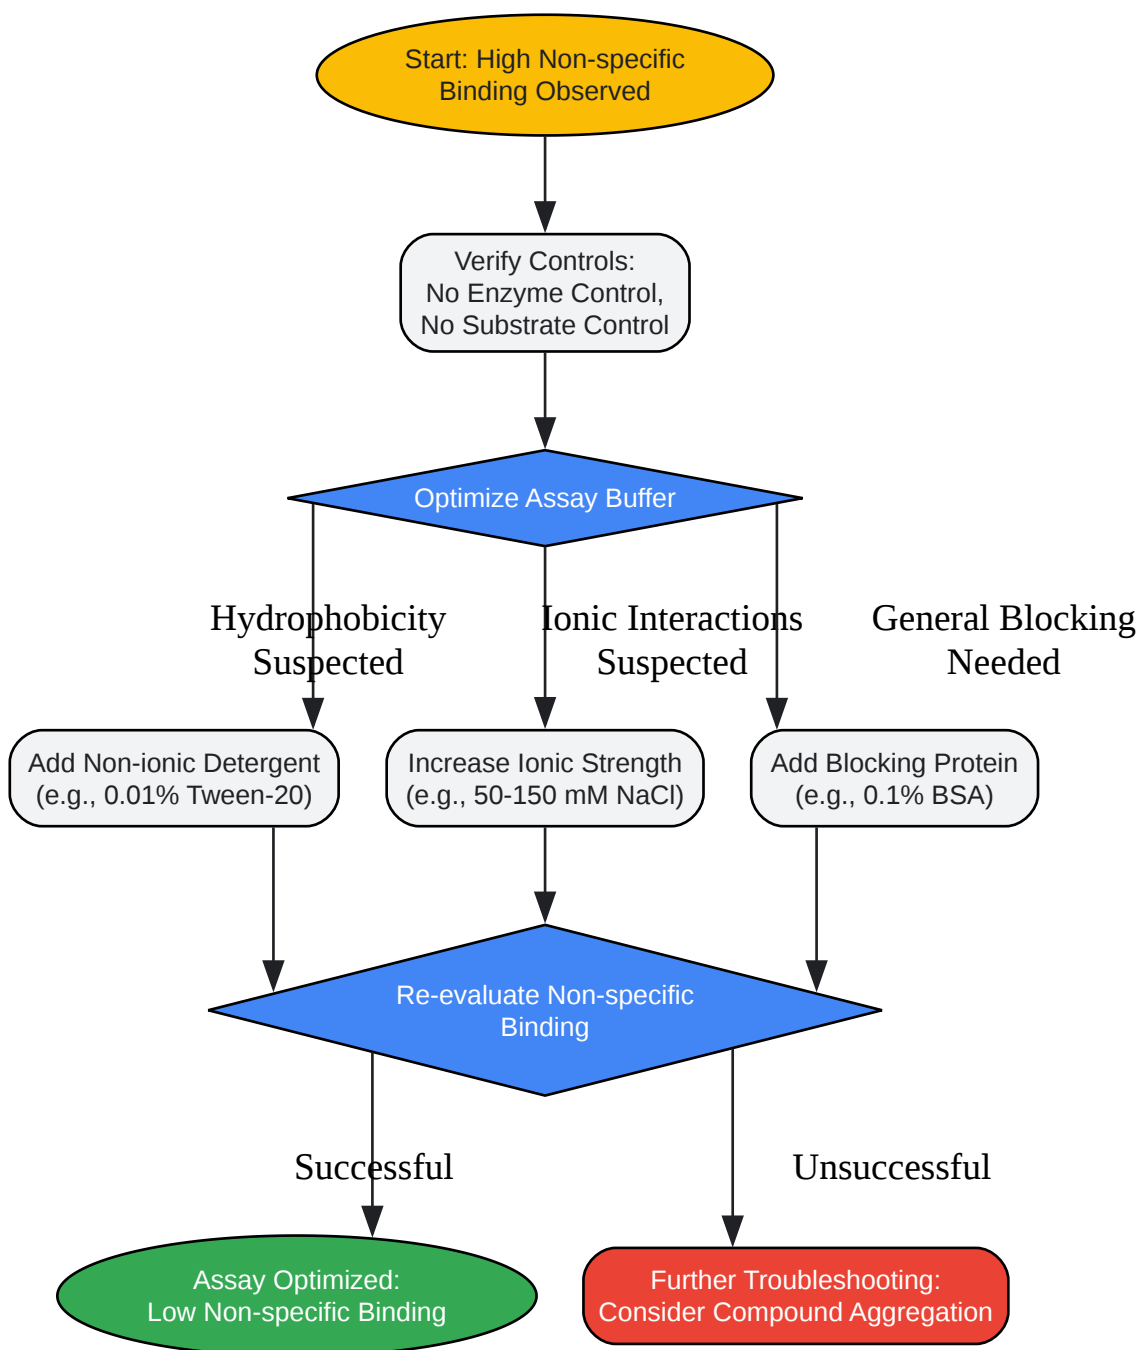 Start: High Non-specific
Binding Observed
Verify Controls:
No Enzyme Control,
No Substrate Control
Optimize Assay Buffer
Hydrophobicity
Suspected
Ionic Interactions
Suspected
General Blocking
Needed
Add Non-ionic Detergent
(e.g., 0.01% Tween-20)
Increase Ionic Strength
(e.g., 50-150 mM NaCl)
Add Blocking Protein
(e.g., 0.1% BSA)
Re-evaluate Non-specific
Binding
Successful
Unsuccessful
Assay Optimized:
Low Non-specific Binding
Further Troubleshooting:
Consider Compound Aggregation